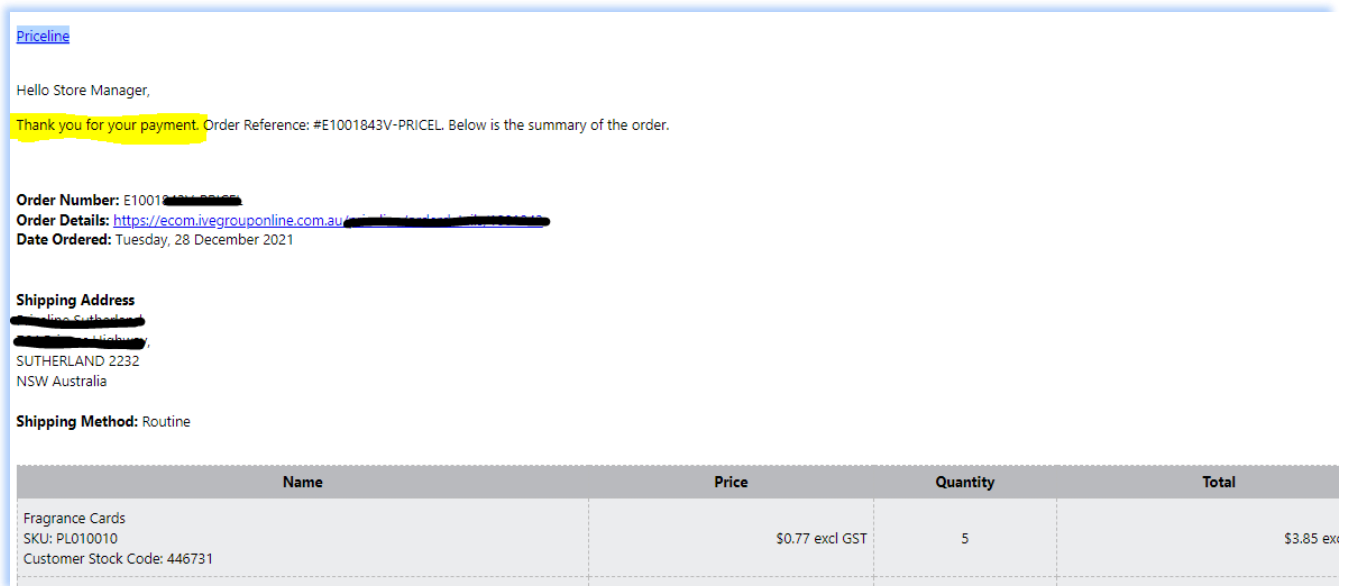 Priceline
Hello Store Manager,
Thank you for your payment. Order Reference: #E1001843V-PRICEL. Below is the summary of the order.
Order Number: E1001
Order Details: https://ecom.ivegrouponline.com.au
Date Ordered: Tuesday, 28 December 2021
Shipping Address
SUTHERLAND 2232
NSW Australia
Shipping Method: Routine
Name Price Quantity Total
Fragrance Cards
SKU: PL010010
$0.77 excl GST 5 $3.85 exc
Customer Stock Code: 446731